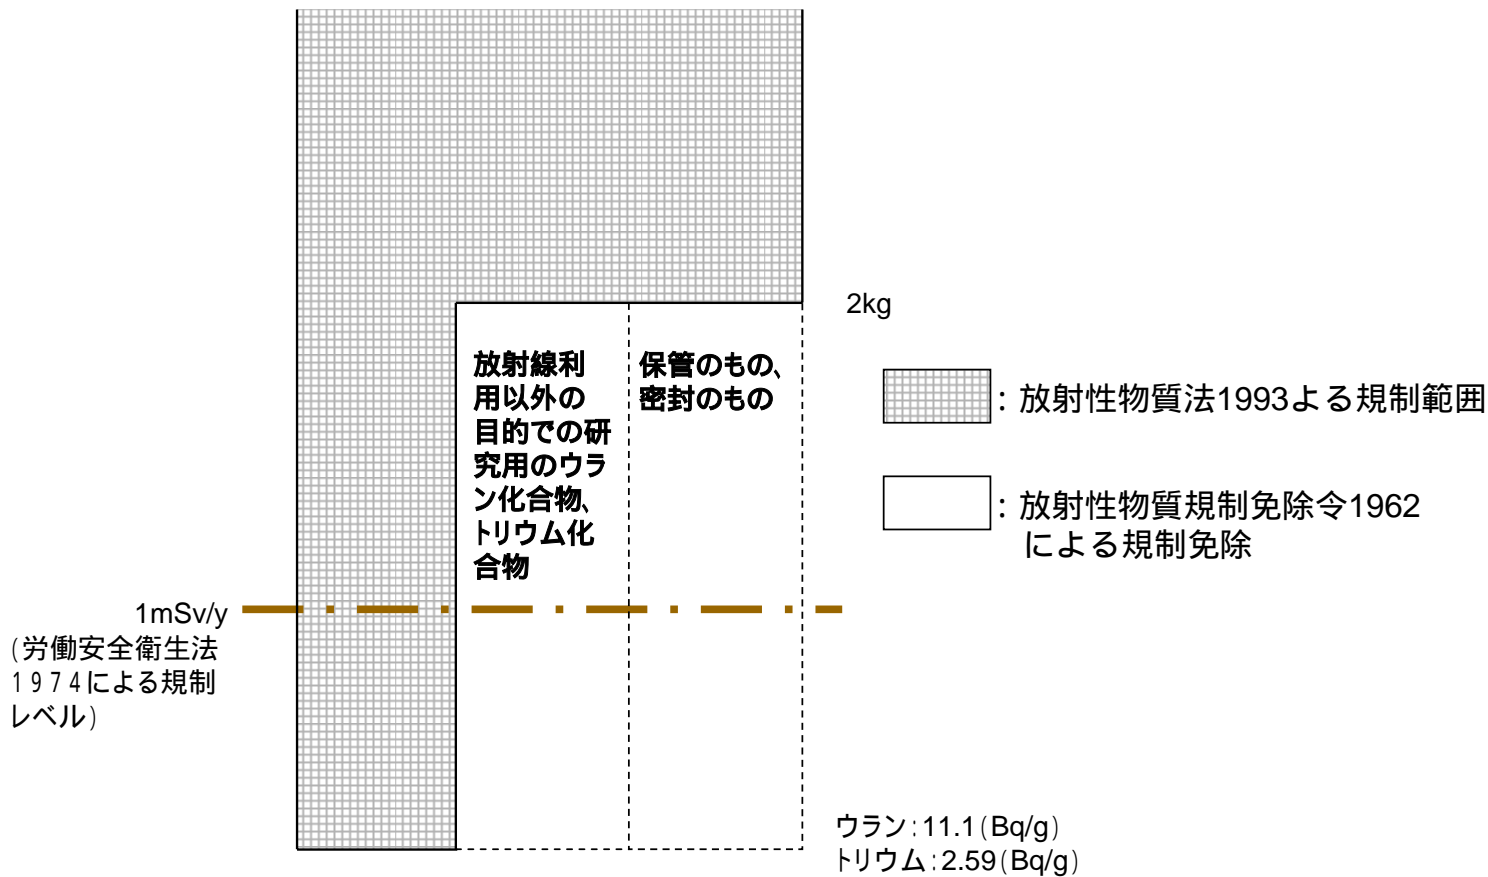 2kg
放射線利
用以外の
目的での研
究用のウラ
ン化合物、
トリウム化
合物
保管のもの、
密封のもの
：放射性物質法1993よる規制範囲
：放射性物質規制免除令1962
による規制免除
1mSv/y
(労働安全衛生法
１９７４による規制
レベル)
ウラン：11.1(Bq/g)
トリウム：2.59(Bq/g)